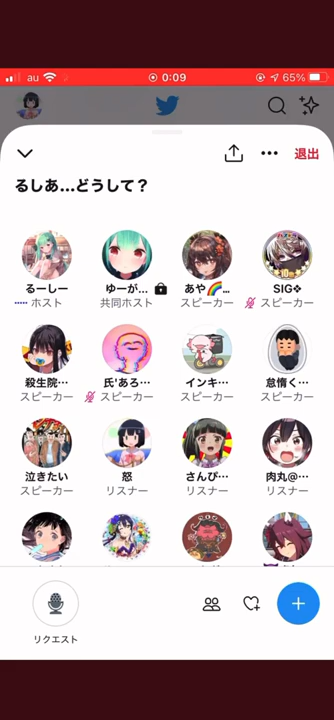 au 0:09 65%
退出
るしあ...どうして？
るーしー ゆーが… あや🌈… SIG❖
ホスト 共同ホスト スピーカー スピーカー
殺生院… 氏'あろ… インキ… 怠惰く…
スピーカー スピーカー スピーカー スピーカー
泣きたい 怒 さんぴ… 肉丸@…
スピーカー リスナー リスナー リスナー
リクエスト